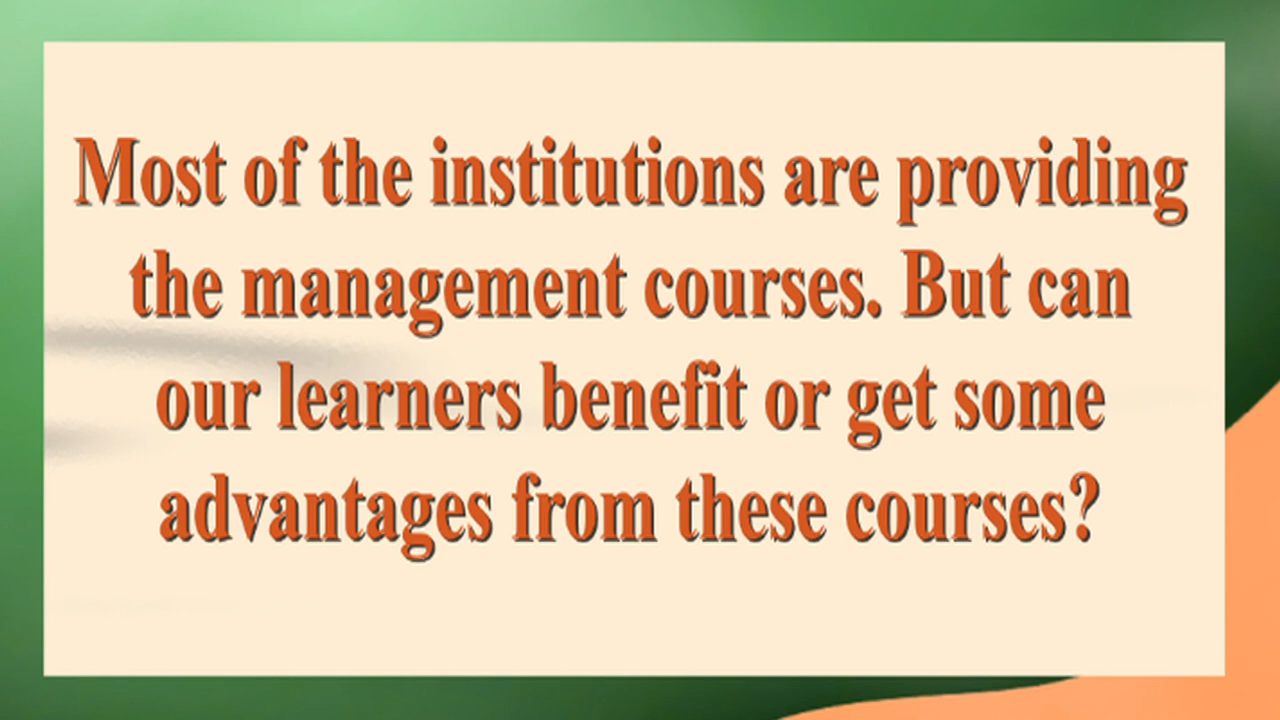 Most of the institutions are providing
the management courses. But can
our learners benefit or get some
advantages from these courses?